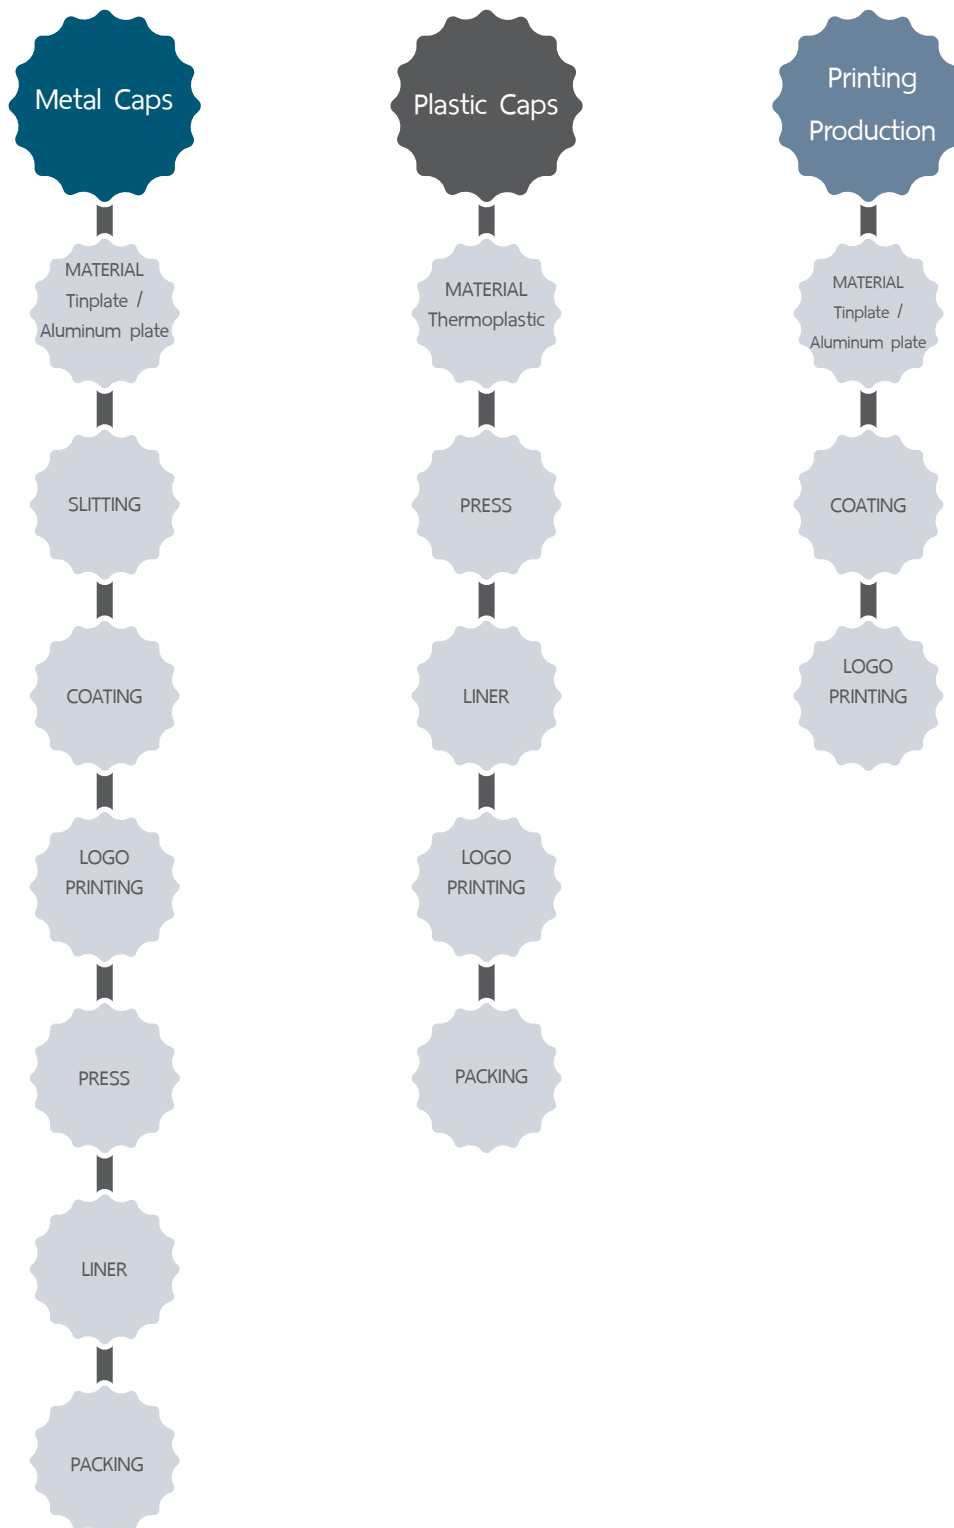 Metal Caps
MATERIAL
Tinplate /
Aluminum plate
SLITTING
COATING
LOGO
PRINTING
PRESS
LINER
PACKING
Plastic Caps
MATERIAL
Thermoplastic
PRESS
LINER
LOGO
PRINTING
PACKING
Printing
Production
MATERIAL
Tinplate /
Aluminum plate
COATING
LOGO
PRINTING